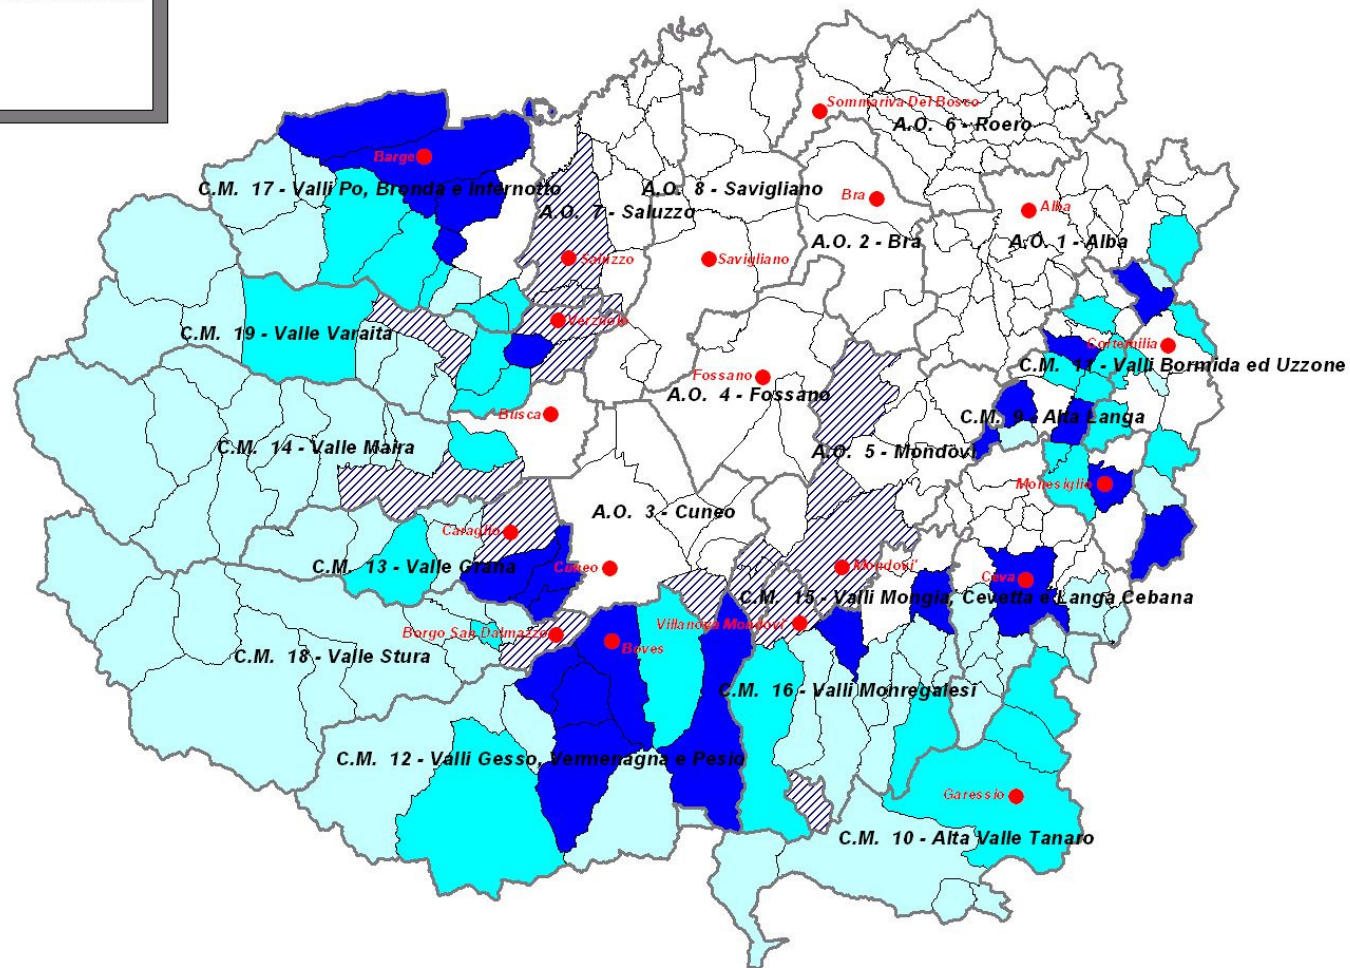 Sommariva Del Bosco
A.O. 6 - Roero
Barge
C.M. 17 - Valli Po, Bronda e Infernotto
A.O. 8 - Savigliano
Bra
A.O. 7 - Saluzzo
Alba
A.O. 2 - Bra
A.O. 1 - Alba
Saluzzo
Savigliano
Verzuolo
C.M. 19 - Valle Varaita
Cortemilia
C.M. 11 - Valli Bormida ed Uzzone
Fossano
A.O. 4 - Fossano
Busca
C.M. 9 - Alta Langa
C.M. 14 - Valle Maira
A.O. 5 - Mondovì
Monesiglio
A.O. 3 - Cuneo
Caraglio
C.M. 13 - Valle Grana
Cuneo
Mondovi'
Ceva
C.M. 15 - Valli Mongia, Cevetta e Langa Cebana
Villanova Mondovi'
Borgo San Dalmazzo
Boves
C.M. 18 - Valle Stura
C.M. 16 - Valli Monregalesi
C.M. 12 - Valli Gesso, Vermenagna e Pesio
Garessio
C.M. 10 - Alta Valle Tanaro